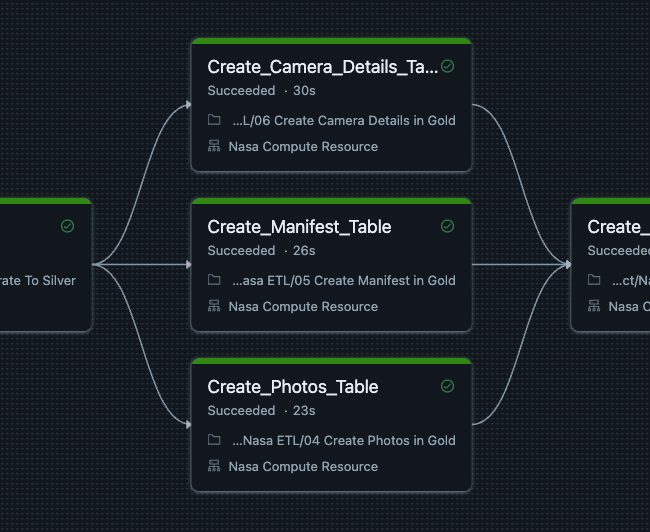 Create_Camera_Details_Ta...
Succeeded · 30s
...L/06 Create Camera Details in Gold
Nasa Compute Resource
rate To Silver
Create_Manifest_Table
Succeeded · 26s
...asa ETL/05 Create Manifest in Gold
Nasa Compute Resource
Create_
Succeeded
...ct/Na
Nasa C
Create_Photos_Table
Succeeded · 23s
...Nasa ETL/04 Create Photos in Gold
Nasa Compute Resource